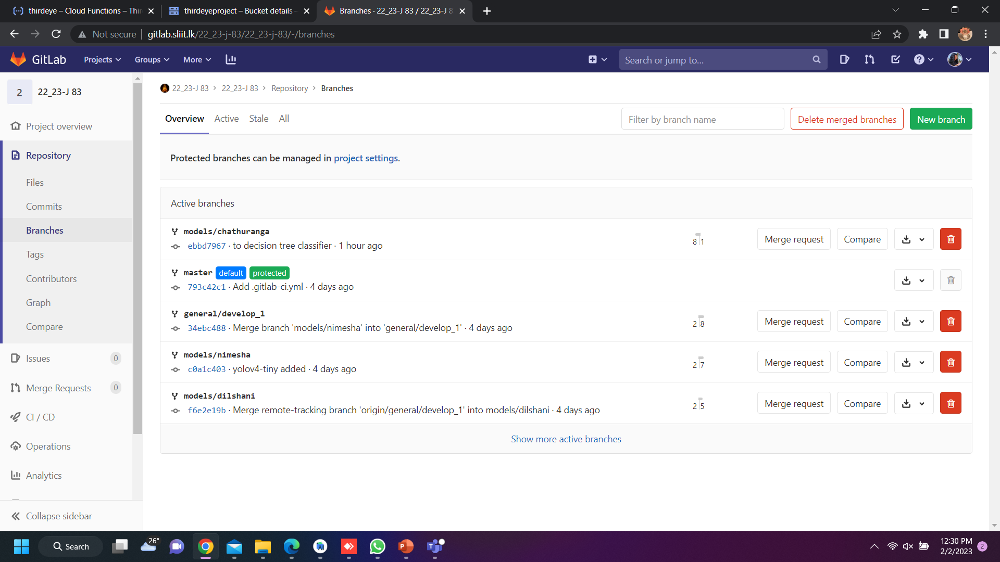 thirdeye – Cloud Functions – Thir
thirdeyeproject – Bucket details –
Branches · 22_23-J 83 / 22_23-J 8
Not secure
gitlab.sliit.lk/22_23-j-83/22_23-j-83/-/branches
GitLab
Projects
Groups
More
Search or jump to...
2
22_23-J 83
Project overview
Repository
Files
Commits
Branches
Tags
Contributors
Graph
Compare
Issues 0
Merge Requests 0
CI / CD
Operations
Analytics
Collapse sidebar
22_23-J 83 > 22_23-J 83 > Repository > Branches
Overview Active Stale All
Filter by branch name
Delete merged branches
New branch
Protected branches can be managed in project settings.
Active branches
models/chathuranga
ebbd7967 · to decision tree classifier · 1 hour ago
8 1
Merge request Compare
master default protected
793c42c1 · Add .gitlab-ci.yml · 4 days ago
general/develop_1
34ebc488 · Merge branch 'models/nimesha' into 'general/develop_1' · 4 days ago
2 8
Merge request Compare
models/nimesha
c0a1c403 · yolov4-tiny added · 4 days ago
2 7
Merge request Compare
models/dilshani
f6e2e19b · Merge remote-tracking branch 'origin/general/develop_1' into models/dilshani · 4 days ago
2 5
Merge request Compare
Show more active branches
Search
26°
12:30 PM
2/2/2023
2